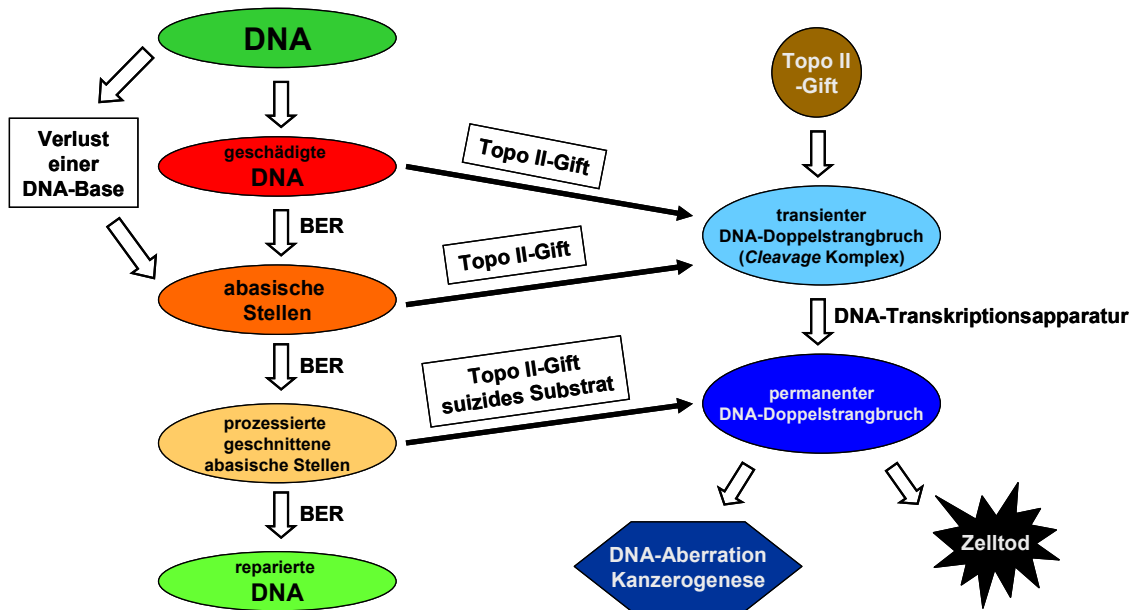 DNA
Topo II
-Gift
Verlust
einer
DNA-Base
geschädigte
DNA
Topo II-Gift
BER
transienter
DNA-Doppelstrangbruch
(Cleavage Komplex)
Topo II-Gift
abasische
Stellen
DNA-Transkriptionsapparatur
BER
Topo II-Gift
suizides Substrat
permanenter
DNA-Doppelstrangbruch
prozessierte
geschnittene
abasische Stellen
BER
DNA-Aberration
Kanzerogenese
Zelltod
reparierte
DNA